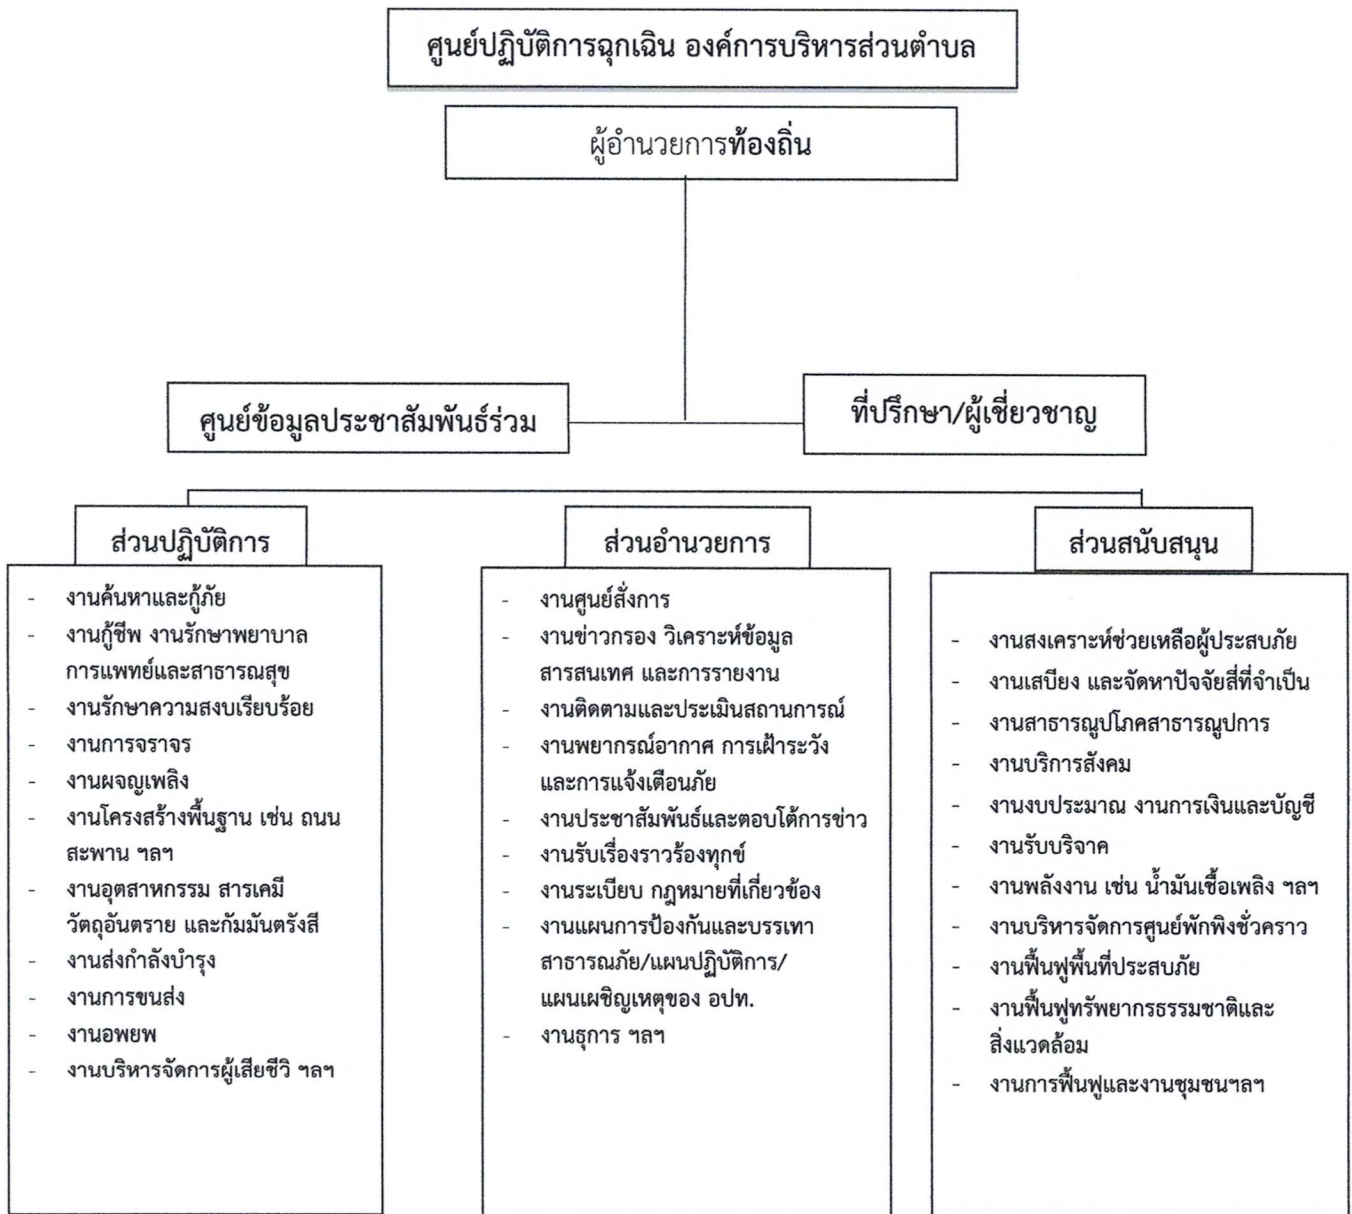 ศูนย์ปฏิบัติการฉุกเฉิน องค์การบริหารส่วนตำบล
ผู้อำนวยการท้องถิ่น
ศูนย์ข้อมูลประชาสัมพันธ์ร่วม
ที่ปรึกษา/ผู้เชี่ยวชาญ
ส่วนปฏิบัติการ
- งานค้นหาและกู้ภัย
- งานกู้ชีพ งานรักษาพยาบาล
การแพทย์และสาธารณสุข
- งานรักษาความสงบเรียบร้อย
- งานการจราจร
- งานผจญเพลิง
- งานโครงสร้างพื้นฐาน เช่น ถนน
สะพาน ฯลฯ
- งานอุตสาหกรรม สารเคมี
วัตถุอันตราย และกัมมันตรังสี
- งานส่งกำลังบำรุง
- งานการขนส่ง
- งานอพยพ
- งานบริหารจัดการผู้เสียชีวิ ฯลฯ
ส่วนอำนวยการ
- งานศูนย์สั่งการ
- งานข่าวกรอง วิเคราะห์ข้อมูล
สารสนเทศ และการรายงาน
- งานติดตามและประเมินสถานการณ์
- งานพยากรณ์อากาศ การเฝ้าระวัง
และการแจ้งเตือนภัย
- งานประชาสัมพันธ์และตอบโต้การข่าว
- งานรับเรื่องราวร้องทุกข์
- งานระเบียบ กฎหมายที่เกี่ยวข้อง
- งานแผนการป้องกันและบรรเทา
สาธารณภัย/แผนปฏิบัติการ/
แผนเผชิญเหตุของ อปท.
- งานธุการ ฯลฯ
ส่วนสนับสนุน
- งานสงเคราะห์ช่วยเหลือผู้ประสบภัย
- งานเสบียง และจัดหาปัจจัยสี่ที่จำเป็น
- งานสาธารณูปโภคสาธารณูปการ
- งานบริการสังคม
- งานงบประมาณ งานการเงินและบัญชี
- งานรับบริจาค
- งานพลังงาน เช่น น้ำมันเชื้อเพลิง ฯลฯ
- งานบริหารจัดการศูนย์พักพิงชั่วคราว
- งานฟื้นฟูพื้นที่ประสบภัย
- งานฟื้นฟูทรัพยากรธรรมชาติและ
สิ่งแวดล้อม
- งานการฟื้นฟูและงานชุมชนฯลฯ